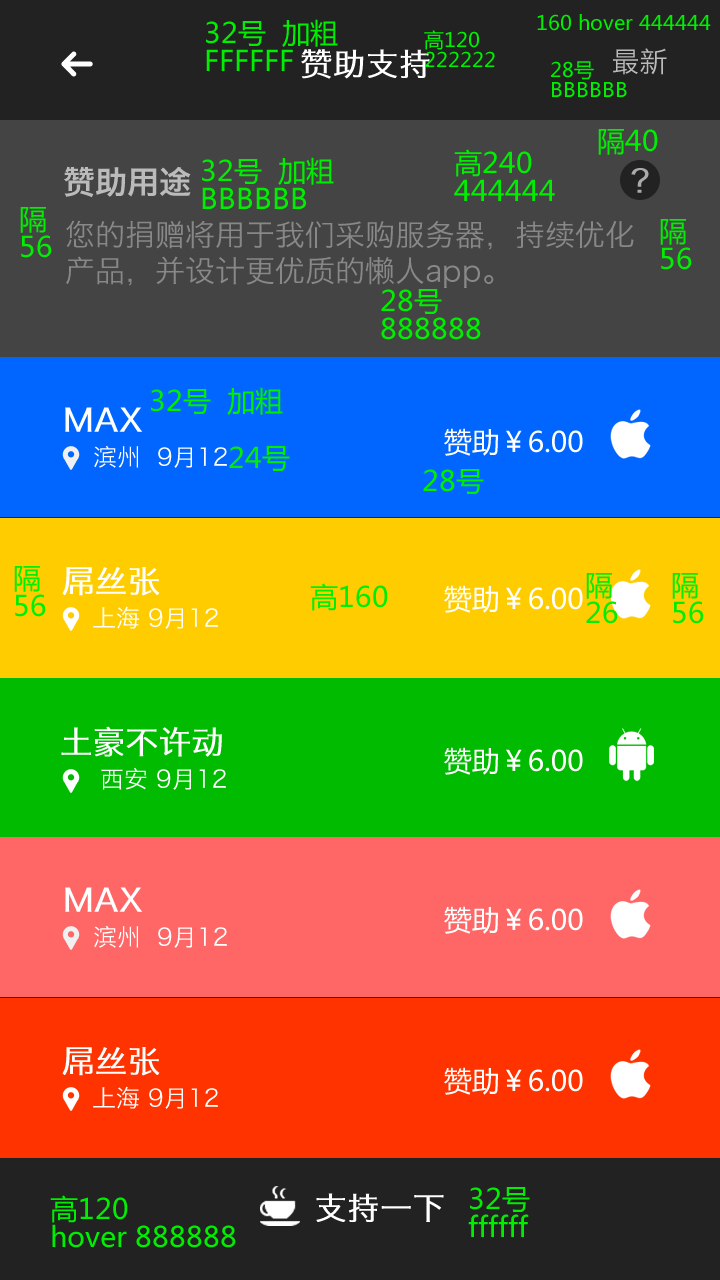 160 hover 444444
32号 加粗
高120
FFFFFF 赞助支持 222222
最新
28号
BBBBBB
隔40
赞助用途
32号 加粗
BBBBBB
高240
444444
?
隔
56
您的捐赠将用于我们采购服务器，持续优化
产品，并设计更优质的懒人app。
隔
56
28号
888888
MAX 32号 加粗
滨州 9月12 24号
赞助￥6.00
28号
隔
56
屌丝张
上海 9月12
高160
赞助￥6.00
隔
26
隔
56
土豪不许动
西安 9月12
赞助￥6.00
MAX
滨州 9月12
赞助￥6.00
屌丝张
上海 9月12
赞助￥6.00
高120
hover 888888
支持一下
32号
ffffff